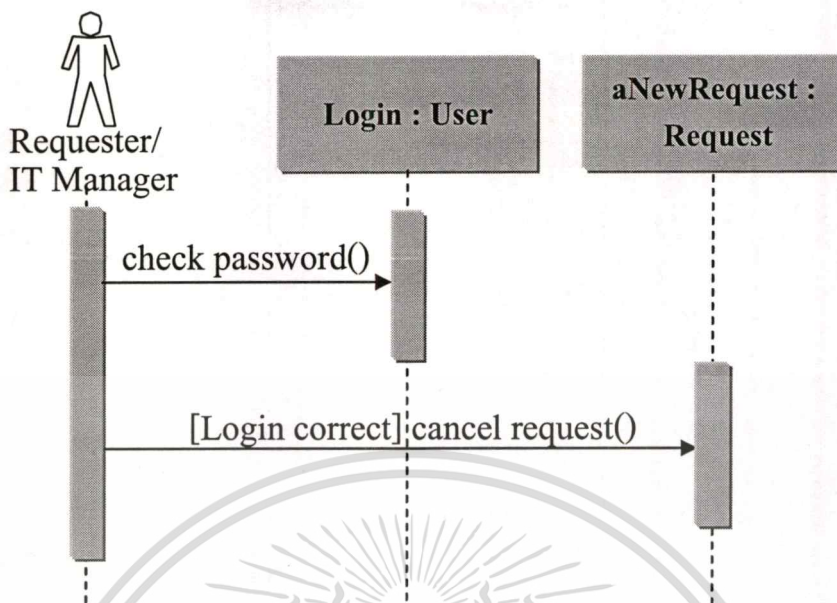 Requester/
IT Manager
Login : User
aNewRequest :
Request
check password()
[Login correct] cancel request()